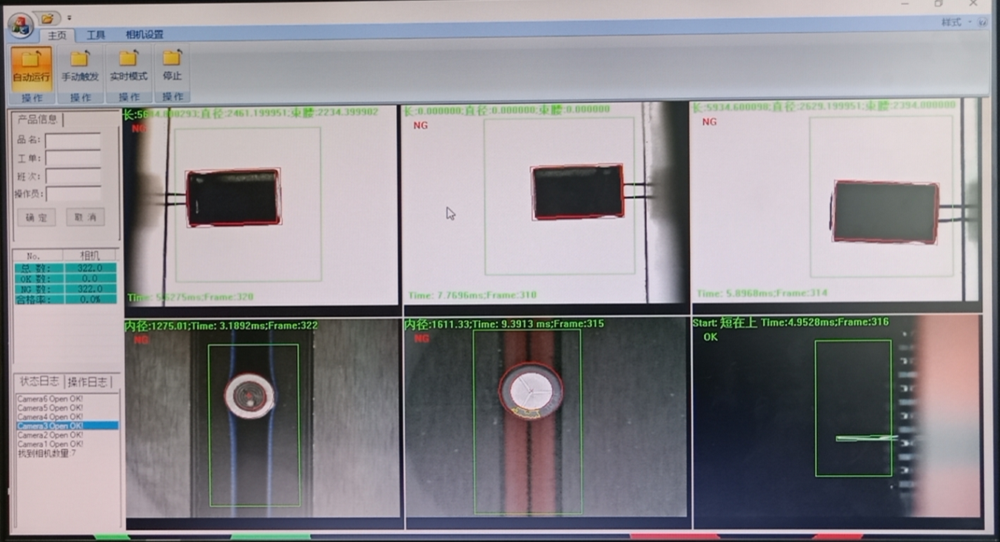 样式
主页 工具 相机设置
自动运行 手动触发 实时模式 停止
操作 操作 操作 操作
产品信息
品名:
工单:
班次:
操作员:
确定 取消
No. 相机
总数: 322.0
OK数: 0.0
NG数: 322.0
合格率: 0.0%
状态日志 操作日志
Camera6 Open OK!
Camera5 Open OK!
Camera4 Open OK!
Camera3 Open OK!
Camera2 Open OK!
Camera1 Open OK!
找到相机数量:7
直径:2461.199951;束腰:2234.399902
NG
Frame:320
长:0.000000;直径:0.000000;束腰:0.000000
NG
Time: 7.7696ms;Frame:310
长:5934.600098;直径:2629.199951;束腰:2394.000000
NG
Time: 5.8968ms;Frame:314
内径:1275.01;Time: 3.1892ms;Frame:322
NG
内径:1611.33;Time: 9.3913 ms;Frame:315
NG
Start: 短在上 Time:4.9528ms;Frame:316
OK